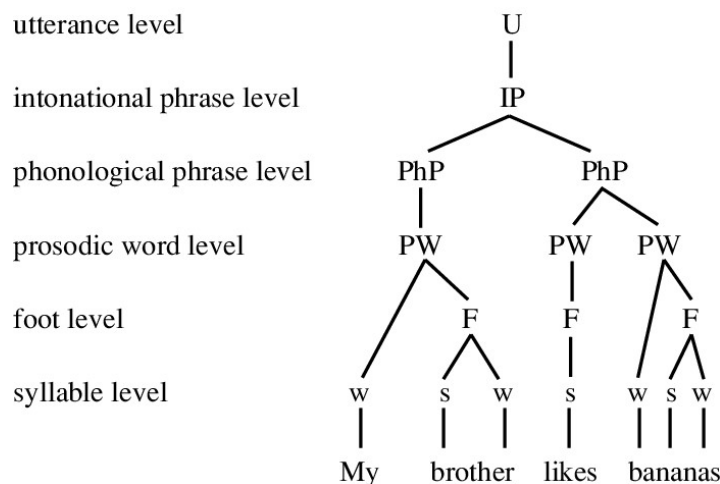 utterance level U
intonational phrase level IP
phonological phrase level PhP PhP
prosodic word level PW PW PW
foot level F F F
syllable level w s w s w s w
My brother likes bananas